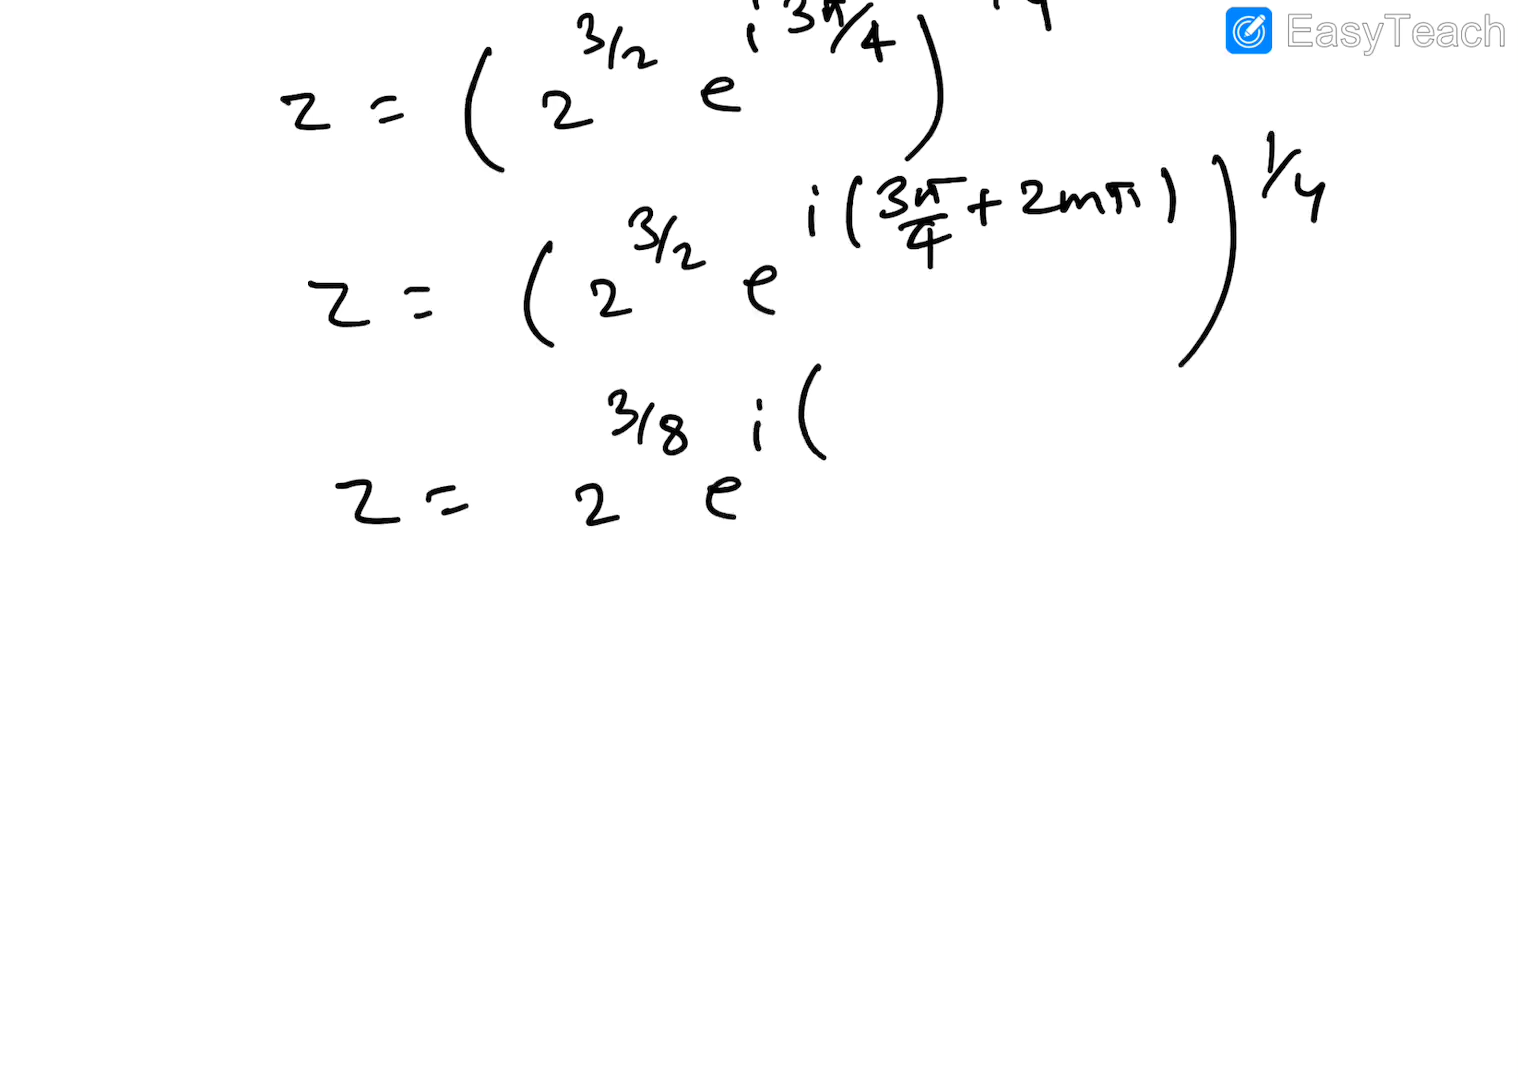 EasyTeach
z = ( 2^{3/2} e^{i 3π/4} )
z = ( 2^{3/2} e^{i(3π/4 + 2mπ)} )^{1/4}
z = 2^{3/8} e^{i(